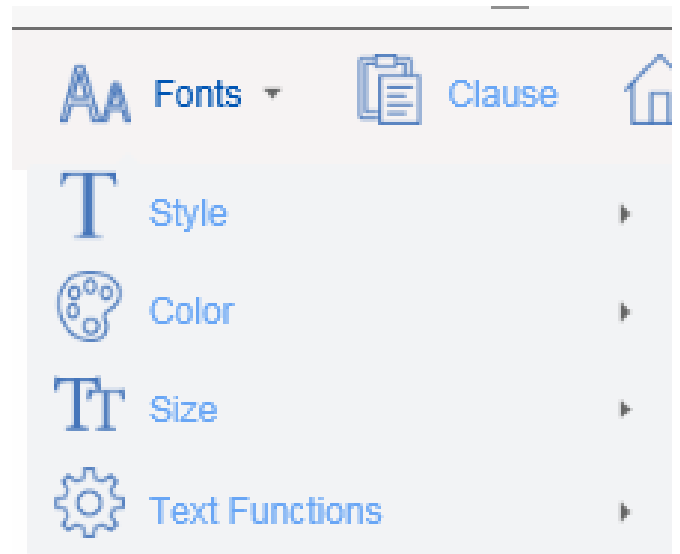 Fonts Clause
Style
Color
Size
Text Functions